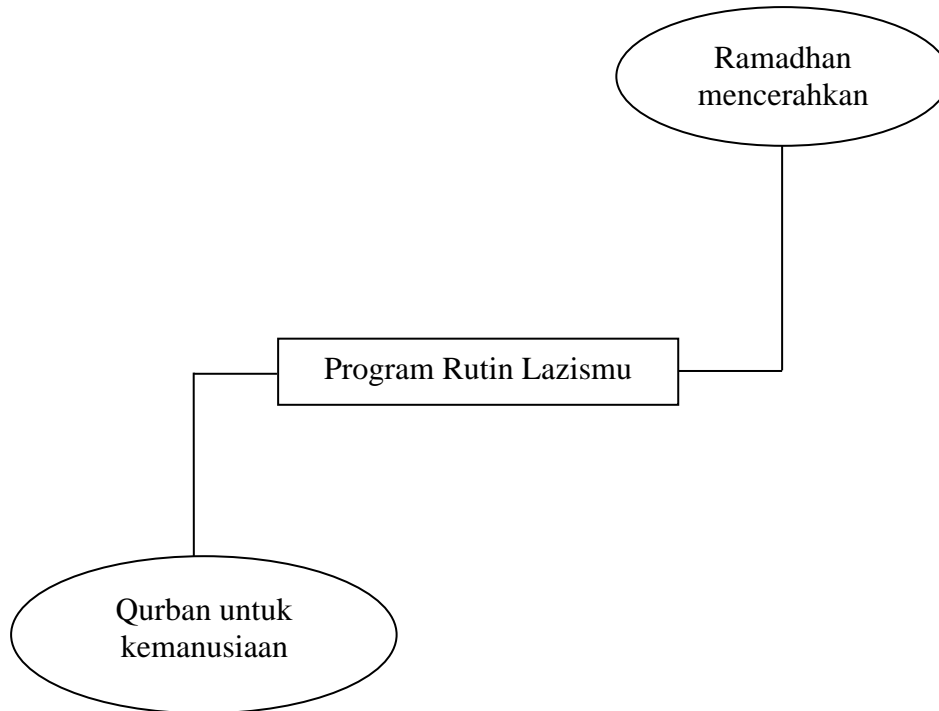 Ramadhan
mencerahkan
Program Rutin Lazismu
Qurban untuk
kemanusiaan